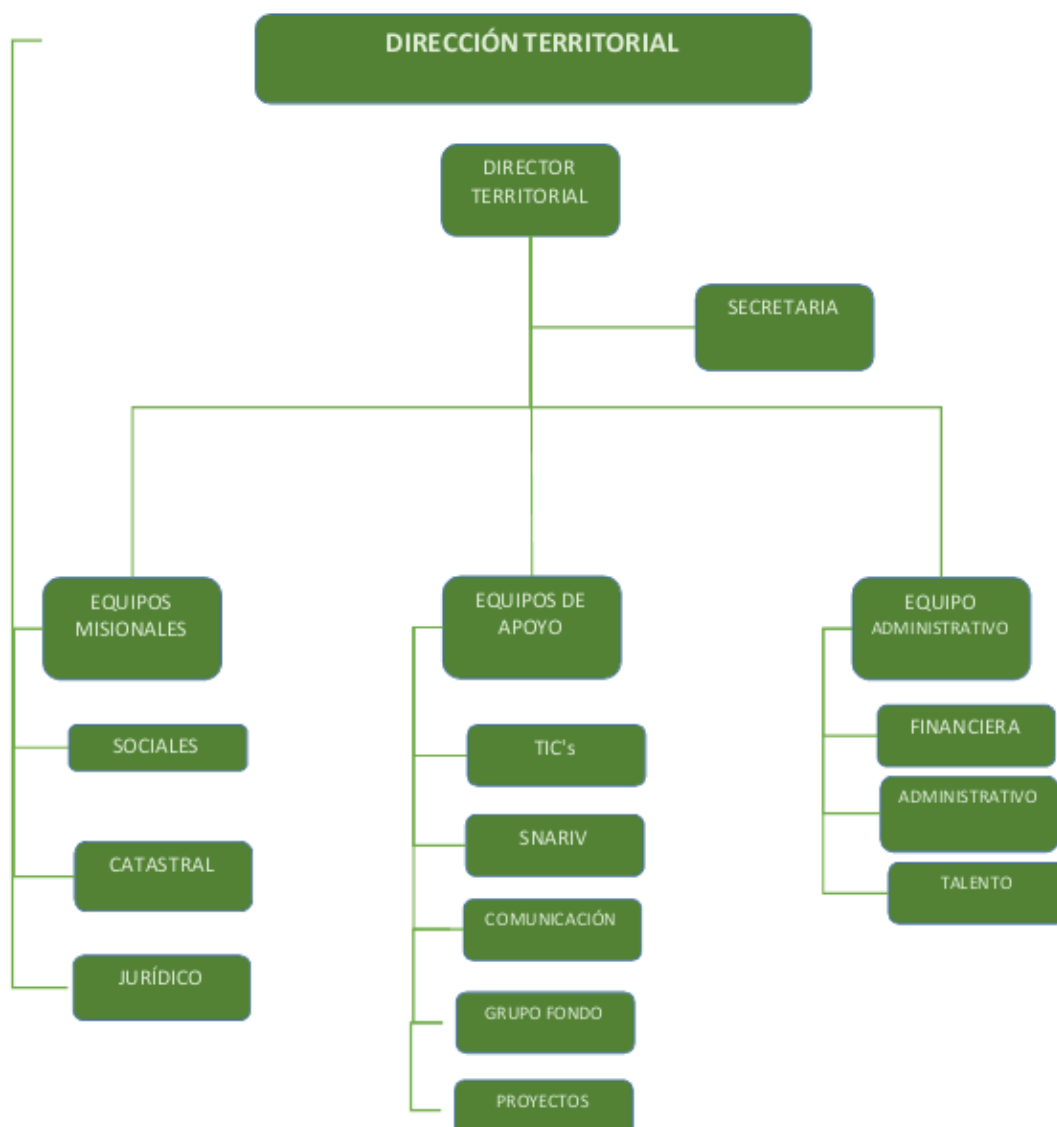 DIRECCIÓN TERRITORIAL
DIRECTOR
TERRITORIAL
SECRETARIA
EQUIPOS
MISIONALES
SOCIALES
CATASTRAL
JURÍDICO
EQUIPOS DE
APOYO
TIC's
SNARIV
COMUNICACIÓN
GRUPO FONDO
PROYECTOS
EQUIPO
ADMINISTRATIVO
FINANCIERA
ADMINISTRATIVO
TALENTO